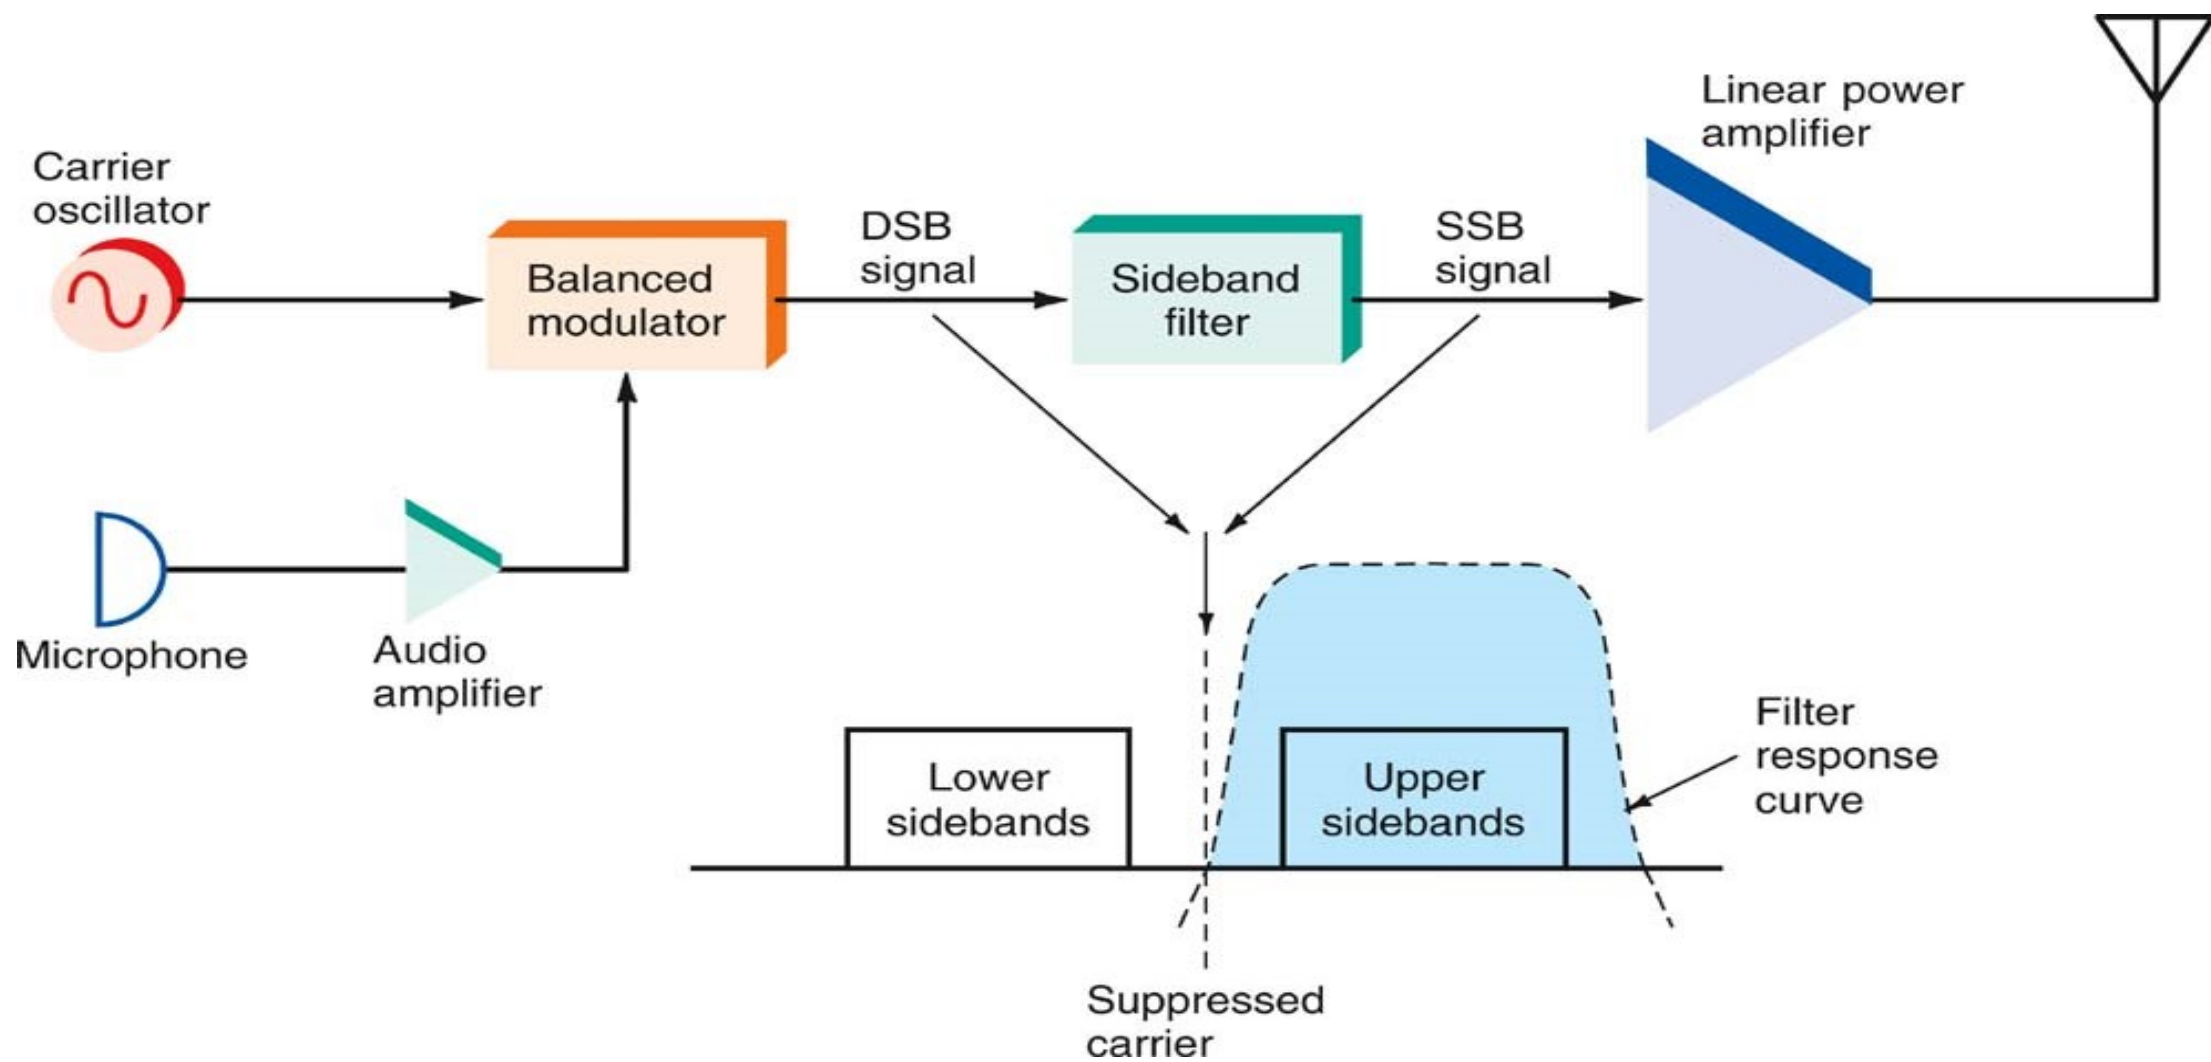 Linear power
amplifier
Carrier
oscillator
Balanced
modulator
DSB
signal
Sideband
filter
SSB
signal
Microphone
Audio
amplifier
Lower
sidebands
Upper
sidebands
Filter
response
curve
Suppressed
carrier